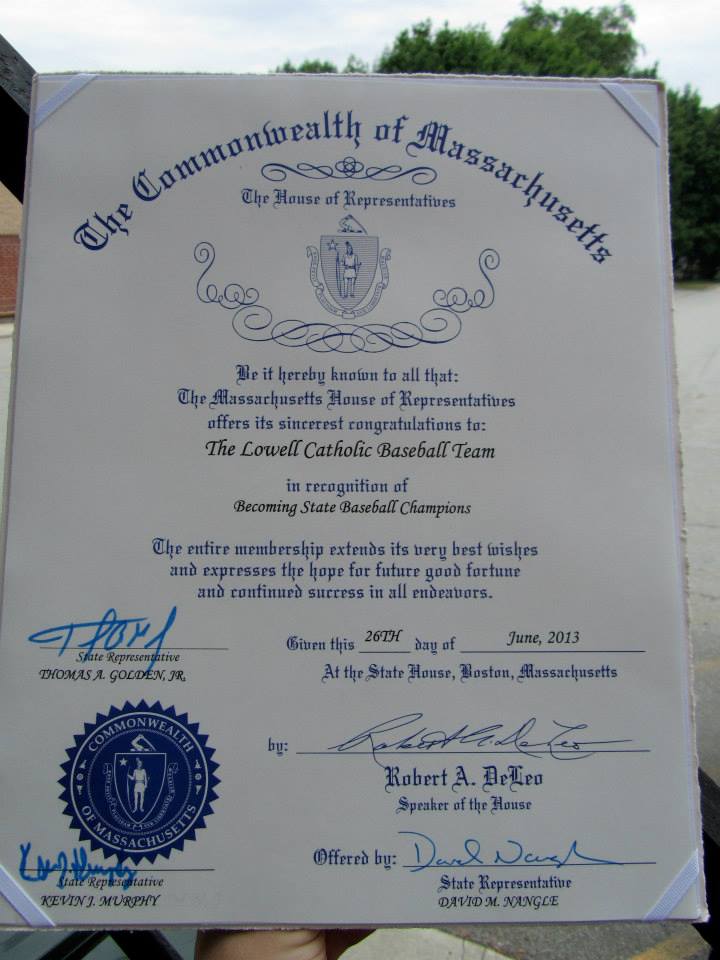 The Commonwealth of Massachusetts
The House of Representatives
Be it hereby known to all that:
The Massachusetts House of Representatives
offers its sincerest congratulations to:
The Lowell Catholic Baseball Team
in recognition of
Becoming State Baseball Champions
The entire membership extends its very best wishes
and expresses the hope for future good fortune
and continued success in all endeavors.
Given this 26TH day of June, 2013
At the State House, Boston, Massachusetts
State Representative
THOMAS A. GOLDEN, JR.
COMMONWEALTH
OF MASSACHUSETTS
by: Robert A. DeLeo
Robert A. DeLeo
Speaker of the House
Offered by: David Nangle
State Representative
DAVID M. NANGLE
State Representative
KEVIN J. MURPHY